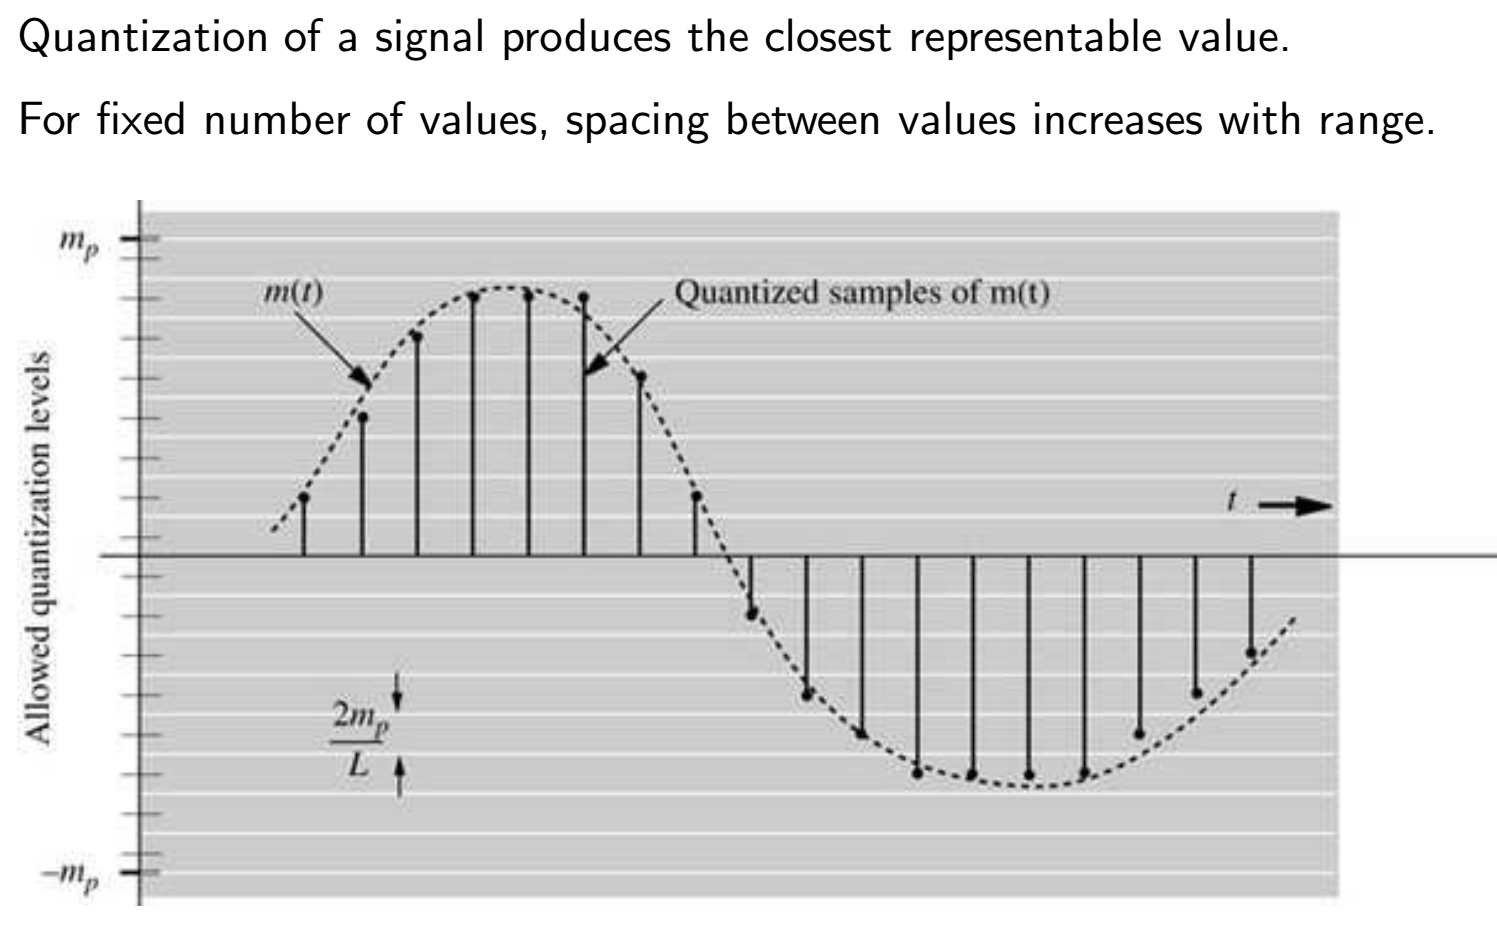 Quantization of a signal produces the closest representable value.
For fixed number of values, spacing between values increases with range.
m_p
m(t)
Quantized samples of m(t)
Allowed quantization levels
t
2m_p
L
–m_p